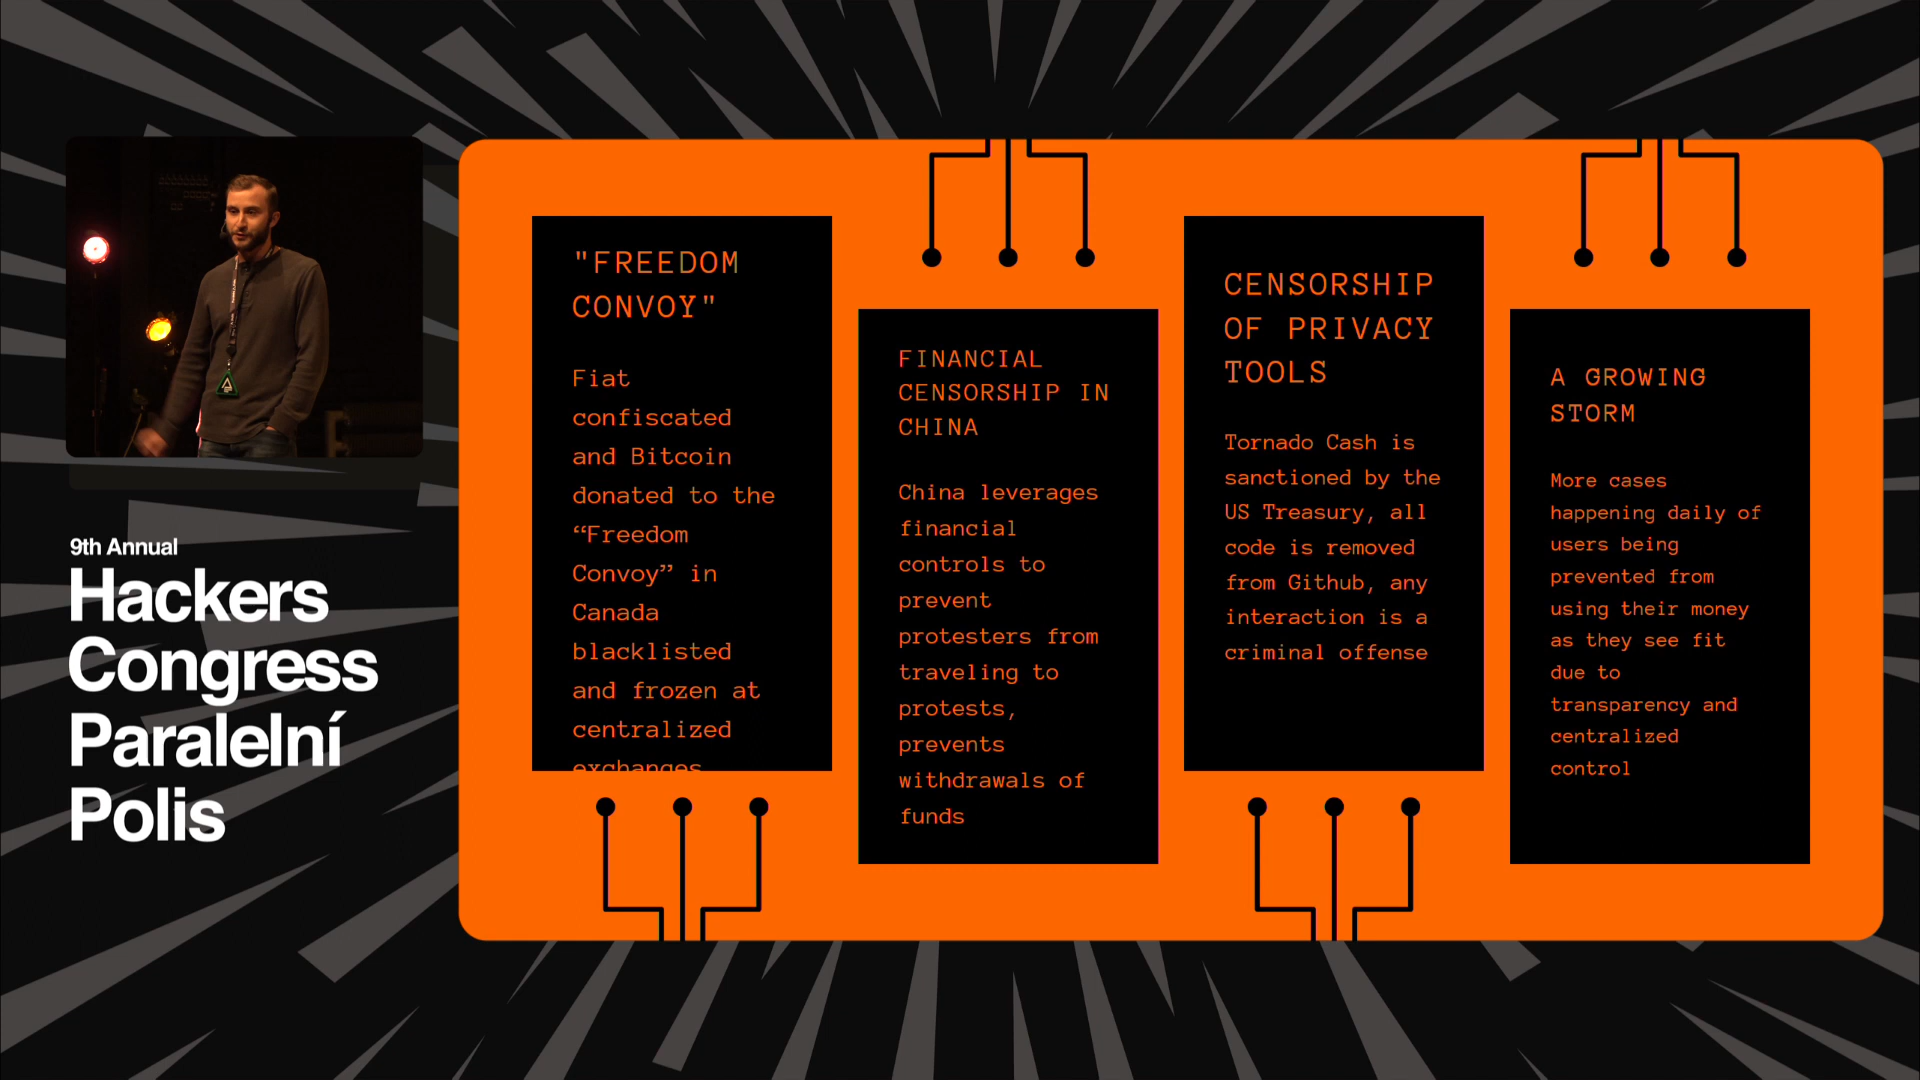 9th Annual
Hackers
Congress
Paralelní
Polis
"FREEDOM
CONVOY"
Fiat
confiscated
and Bitcoin
donated to the
“Freedom
Convoy” in
Canada
blacklisted
and frozen at
centralized
exchanges
FINANCIAL
CENSORSHIP IN
CHINA
China leverages
financial
controls to
prevent
protesters from
traveling to
protests,
prevents
withdrawals of
funds
CENSORSHIP
OF PRIVACY
TOOLS
Tornado Cash is
sanctioned by the
US Treasury, all
code is removed
from Github, any
interaction is a
criminal offense
A GROWING
STORM
More cases
happening daily of
users being
prevented from
using their money
as they see fit
due to
transparency and
centralized
control